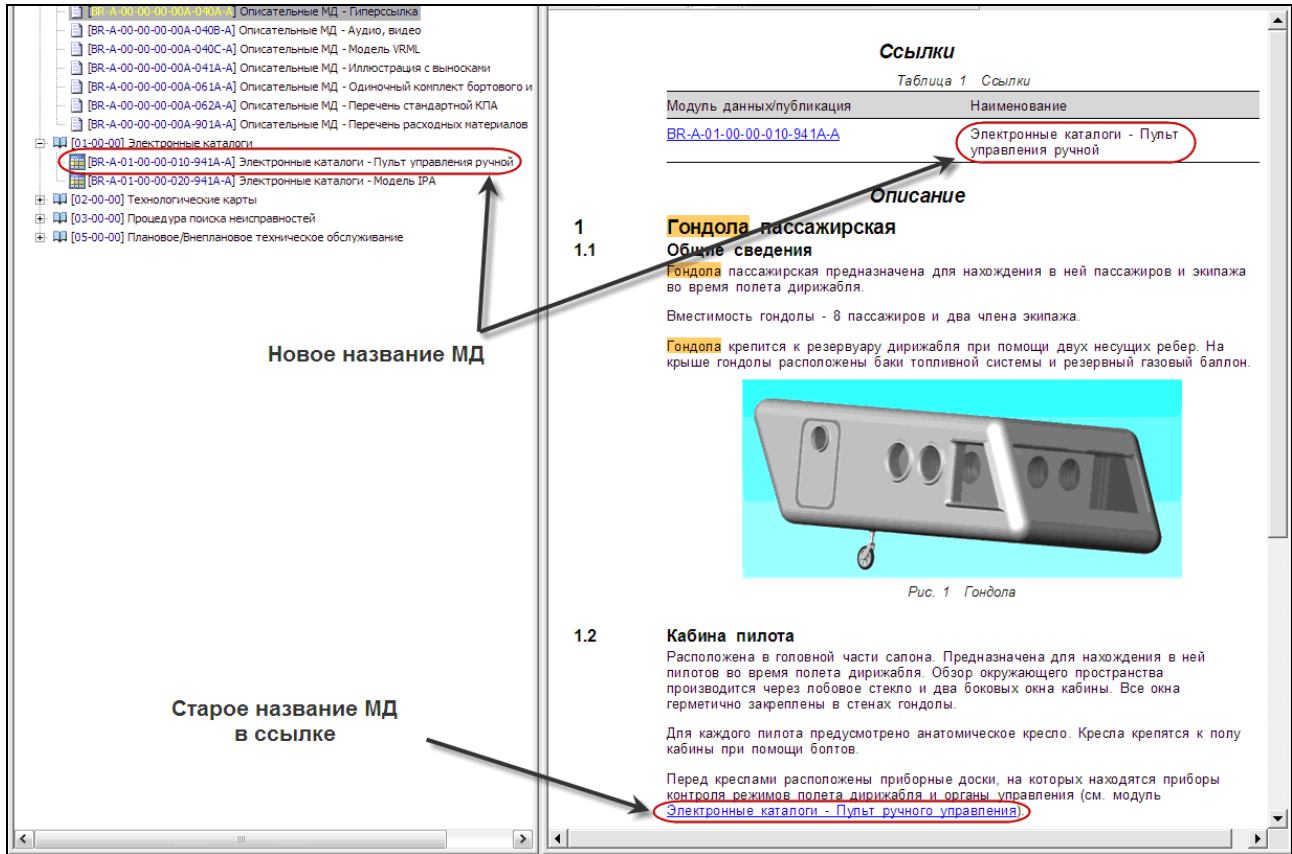 [BR-A-00-00-00-00A-040A-A] Описательные МД - Гиперссылка
[BR-A-00-00-00-00A-040B-A] Описательные МД - Аудио, видео
[BR-A-00-00-00-00A-040C-A] Описательные МД - Модель VRML
[BR-A-00-00-00-00A-041A-A] Описательные МД - Иллюстрация с выносками
[BR-A-00-00-00-00A-061A-A] Описательные МД - Одиночный комплект бортового и
[BR-A-00-00-00-00A-062A-A] Описательные МД - Перечень стандартной КПА
[BR-A-00-00-00-00A-901A-A] Описательные МД - Перечень расходных материалов
[01-00-00] Электронные каталоги
[BR-A-01-00-00-010-941A-A] Электронные каталоги - Пульт управления ручной
[BR-A-01-00-00-020-941A-A] Электронные каталоги - Модель IPA
[02-00-00] Технологические карты
[03-00-00] Процедура поиска неисправностей
[05-00-00] Плановое/Внеплановое техническое обслуживание
Новое название МД
Старое название МД
в ссылке
Ссылки
Таблица 1 Ссылки
Модуль данных/публикация Наименование
BR-A-01-00-00-010-941A-A Электронные каталоги - Пульт
управления ручной
Описание
1 Гондола пассажирская
1.1 Общие сведения
Гондола пассажирская предназначена для нахождения в ней пассажиров и экипажа
во время полета дирижабля.
Вместимость гондолы - 8 пассажиров и два члена экипажа.
Гондола крепится к резервуару дирижабля при помощи двух несущих ребер. На
крыше гондолы расположены баки топливной системы и резервный газовый баллон.
Рис. 1 Гондола
1.2 Кабина пилота
Расположена в головной части салона. Предназначена для нахождения в ней
пилотов во время полета дирижабля. Обзор окружающего пространства
производится через лобовое стекло и два боковых окна кабины. Все окна
герметично закреплены в стенах гондолы.
Для каждого пилота предусмотрено анатомическое кресло. Кресла крепятся к полу
кабины при помощи болтов.
Перед креслами расположены приборные доски, на которых находятся приборы
контроля режимов полета дирижабля и органы управления (см. модуль
Электронные каталоги - Пульт ручного управления).